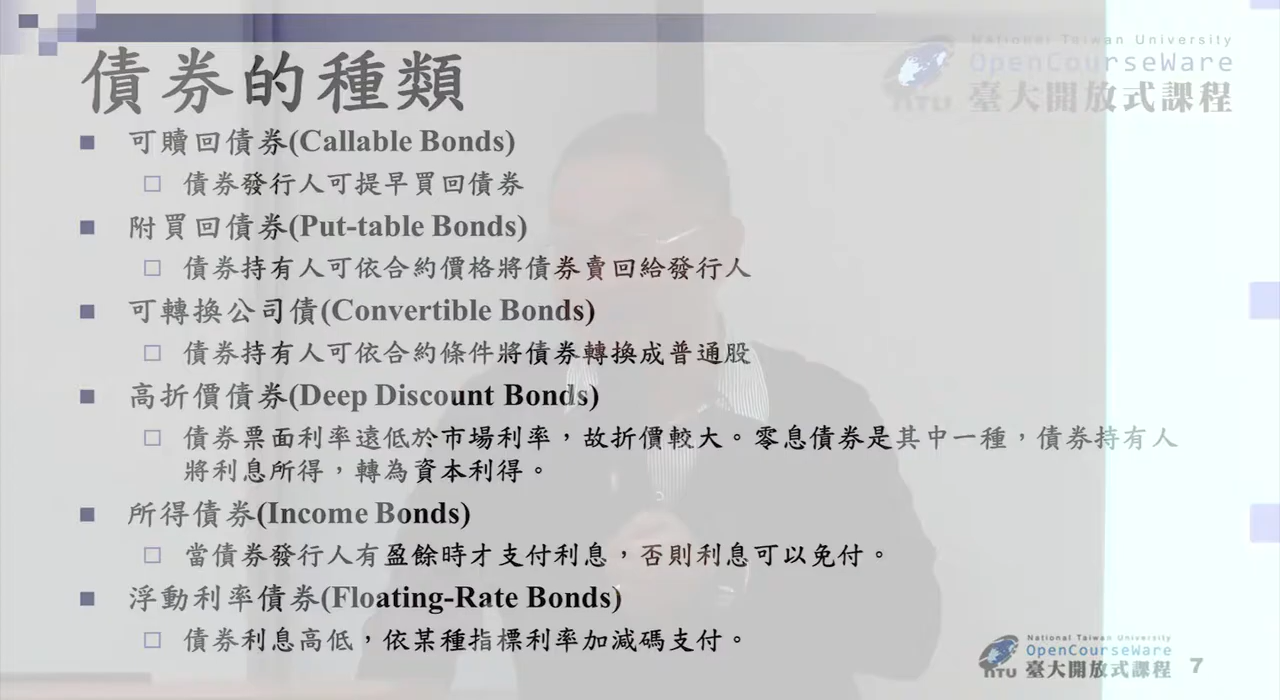 National Taiwan University
OpenCourseWare
NTU 臺大開放式課程
債券的種類
可贖回債券(Callable Bonds)
債券發行人可提早買回債券
附買回債券(Put-table Bonds)
債券持有人可依合約價格將債券賣回給發行人
可轉換公司債(Convertible Bonds)
債券持有人可依合約條件將債券轉換成普通股
高折價債券(Deep Discount Bonds)
債券票面利率遠低於市場利率，故折價較大。零息債券是其中一種，債券持有人
將利息所得，轉為資本利得。
所得債券(Income Bonds)
當債券發行人有盈餘時才支付利息，否則利息可以免付。
浮動利率債券(Floating-Rate Bonds)
債券利息高低，依某種指標利率加減碼支付。
National Taiwan University
OpenCourseWare
NTU 臺大開放式課程 7